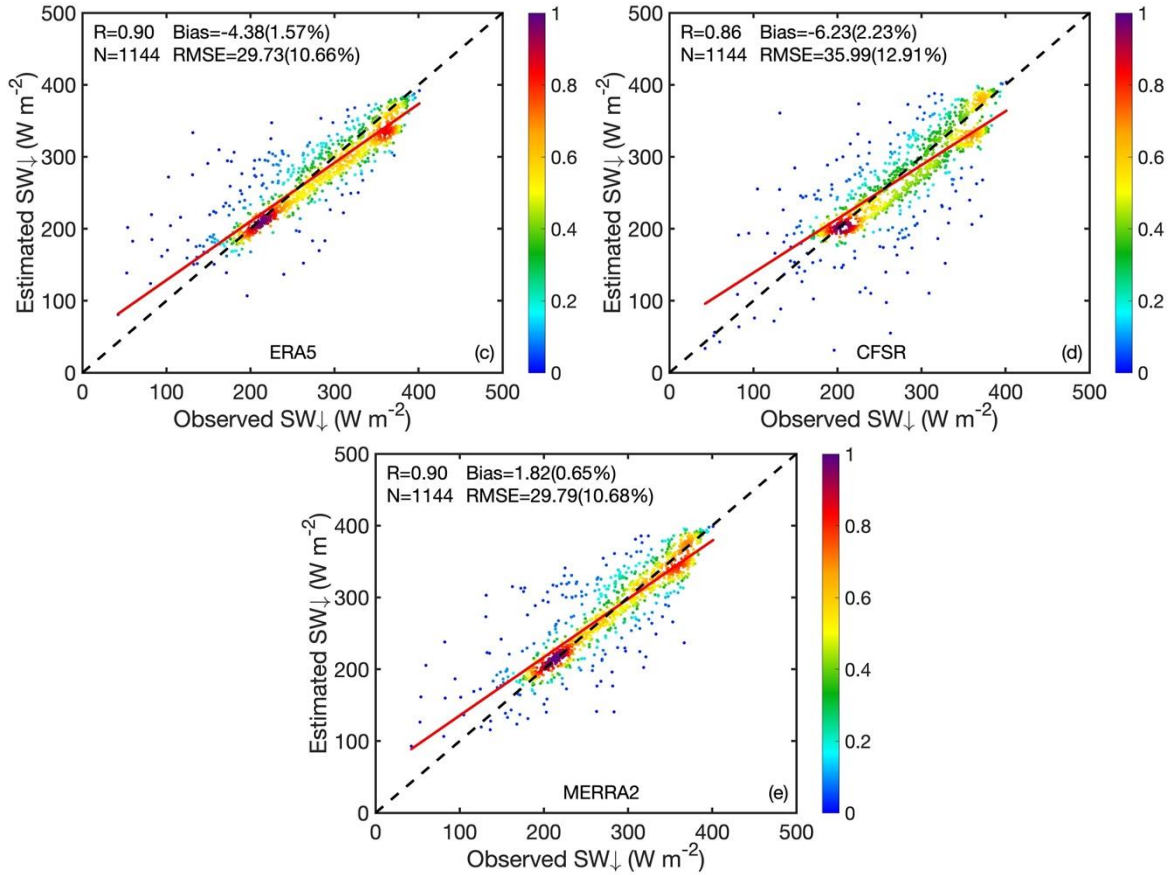 R=0.90 Bias=-4.38(1.57%)
N=1144 RMSE=29.73(10.66%)
500
400
300
200
100
0
Estimated SW↓ (W m⁻²)
0 100 200 300 400 500
Observed SW↓ (W m⁻²)
ERA5 (c)
1
0.8
0.6
0.4
0.2
0
R=0.86 Bias=-6.23(2.23%)
N=1144 RMSE=35.99(12.91%)
500
400
300
200
100
0
Estimated SW↓ (W m⁻²)
0 100 200 300 400 500
Observed SW↓ (W m⁻²)
CFSR (d)
1
0.8
0.6
0.4
0.2
0
R=0.90 Bias=1.82(0.65%)
N=1144 RMSE=29.79(10.68%)
500
400
300
200
100
0
Estimated SW↓ (W m⁻²)
0 100 200 300 400 500
Observed SW↓ (W m⁻²)
MERRA2 (e)
1
0.8
0.6
0.4
0.2
0